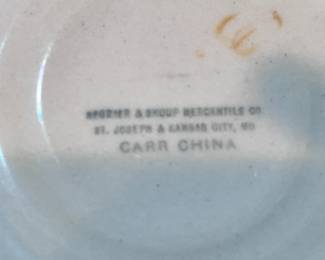 & SHOUP MERCANTILE CO.
ST. JOSEPH & KANSAS CITY, MO
CARR CHINA